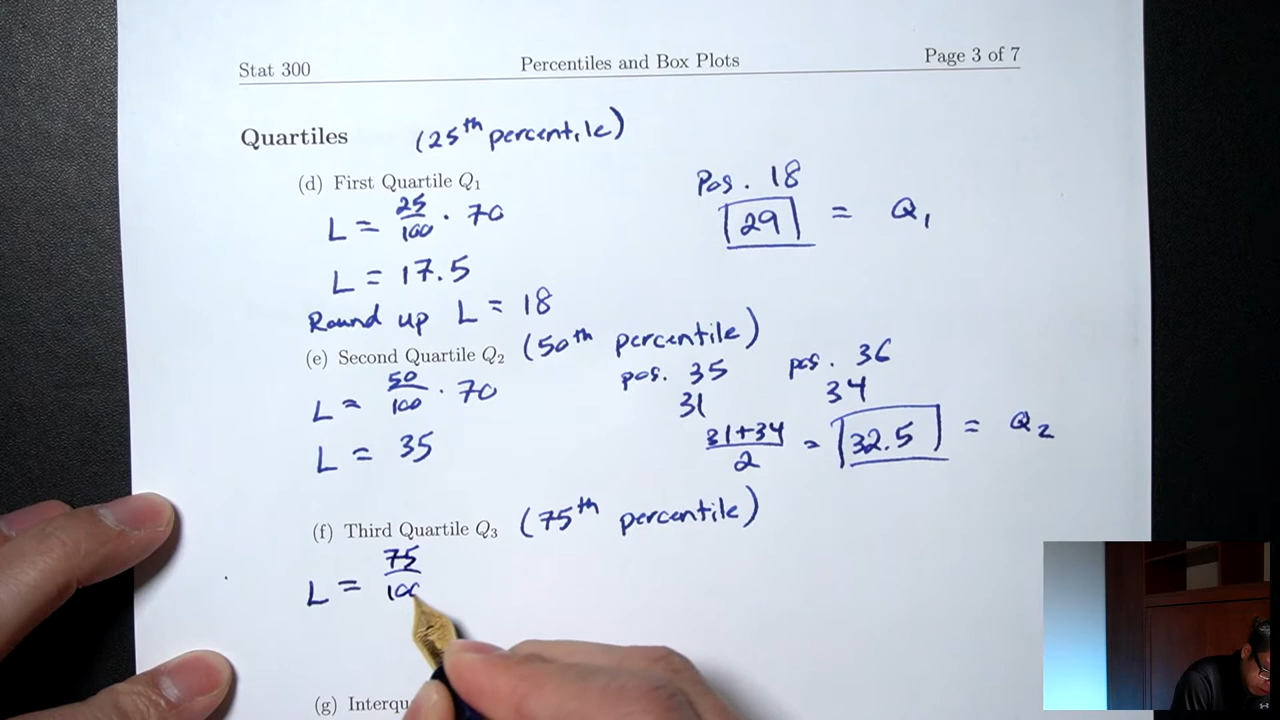 Stat 300 Percentiles and Box Plots Page 3 of 7
Quartiles (25th percentile)
(d) First Quartile Q1
L = 25/100 · 70
L = 17.5
Round up L = 18
Pos. 18
29 = Q1
(e) Second Quartile Q2 (50th percentile)
L = 50/100 · 70
L = 35
pos. 35 pos. 36
31 34
31+34/2 = 32.5 = Q2
(f) Third Quartile Q3 (75th percentile)
L = 75/100
(g) Interqu